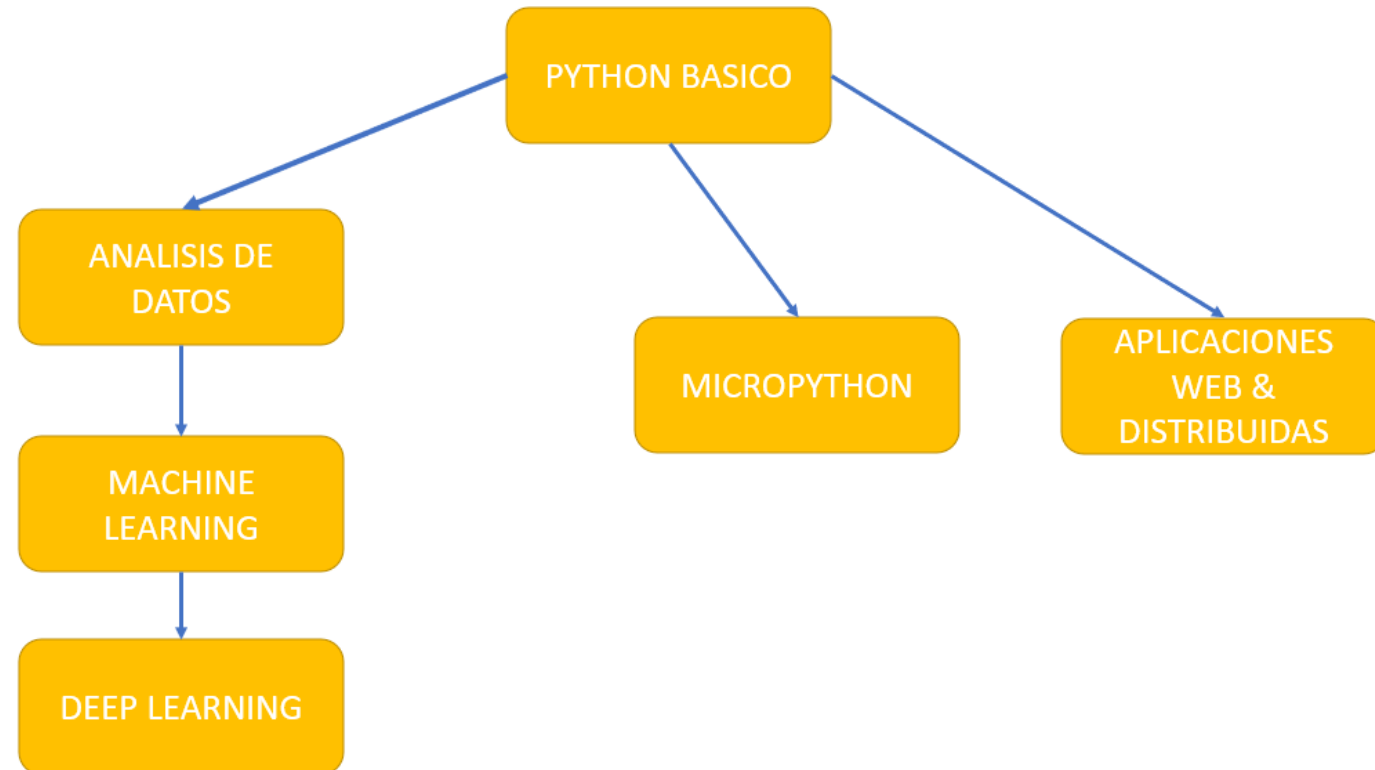 PYTHON BASICO
ANALISIS DE
DATOS
MICROPYTHON
APLICACIONES
WEB &
DISTRIBUIDAS
MACHINE
LEARNING
DEEP LEARNING